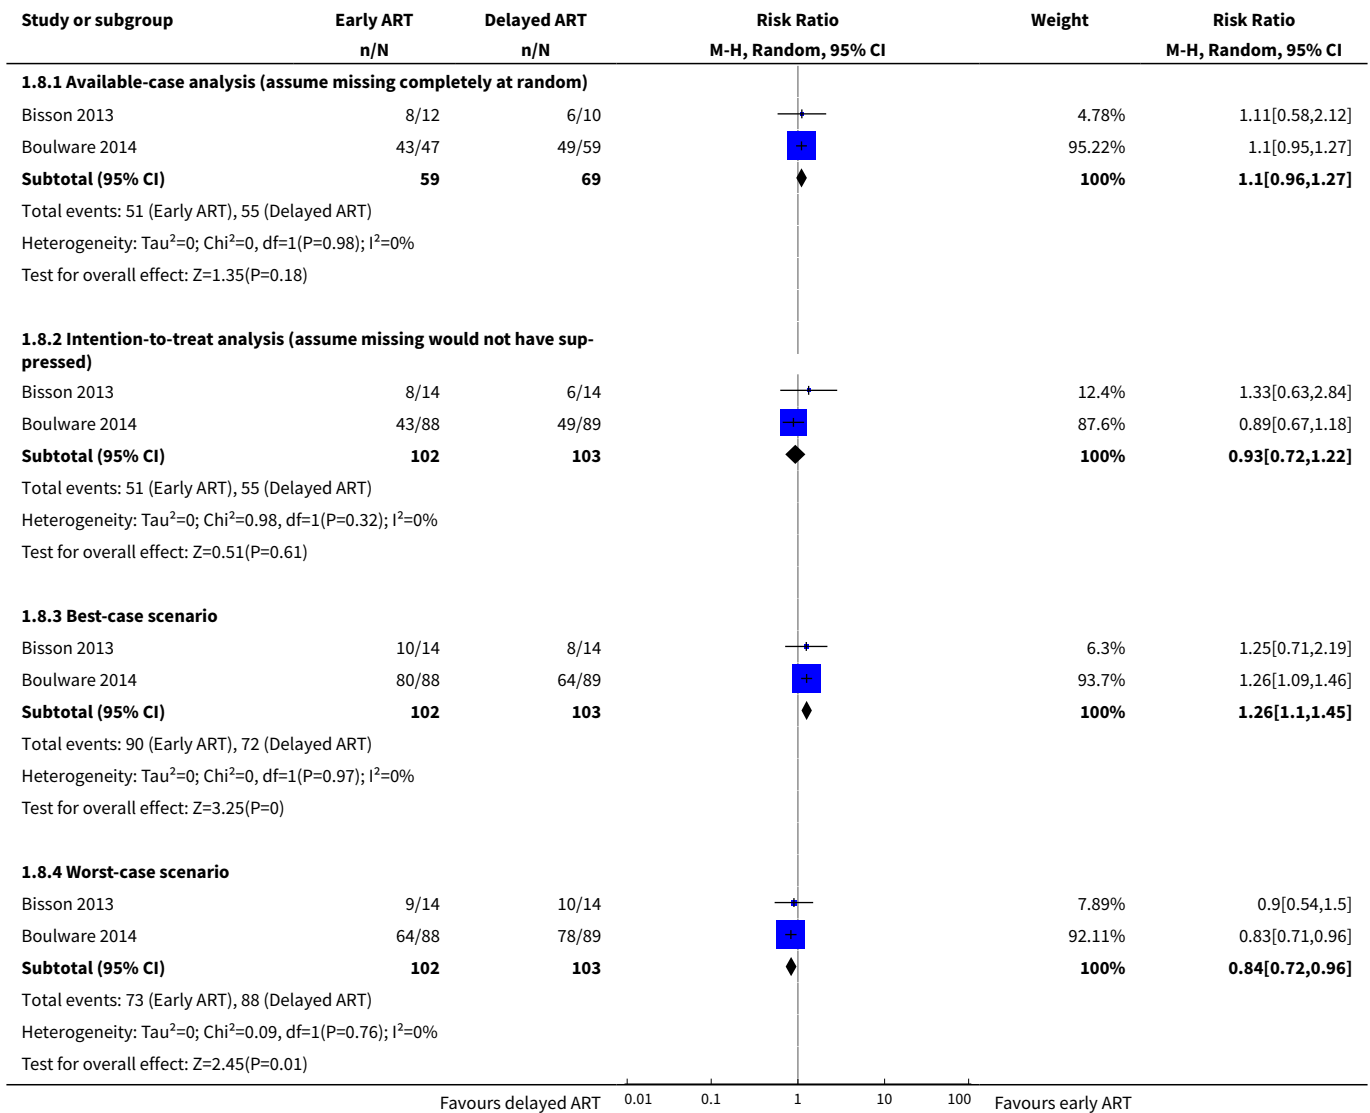 Study or subgroup Early ART Delayed ART Risk Ratio Weight Risk Ratio
n/N n/N M-H, Random, 95% CI M-H, Random, 95% CI
1.8.1 Available-case analysis (assume missing completely at random)
Bisson 2013 8/12 6/10 4.78% 1.11[0.58,2.12]
Boulware 2014 43/47 49/59 95.22% 1.1[0.95,1.27]
Subtotal (95% CI) 59 69 100% 1.1[0.96,1.27]
Total events: 51 (Early ART), 55 (Delayed ART)
Heterogeneity: Tau²=0; Chi²=0, df=1(P=0.98); I²=0%
Test for overall effect: Z=1.35(P=0.18)
1.8.2 Intention-to-treat analysis (assume missing would not have sup-
pressed)
Bisson 2013 8/14 6/14 12.4% 1.33[0.63,2.84]
Boulware 2014 43/88 49/89 87.6% 0.89[0.67,1.18]
Subtotal (95% CI) 102 103 100% 0.93[0.72,1.22]
Total events: 51 (Early ART), 55 (Delayed ART)
Heterogeneity: Tau²=0; Chi²=0.98, df=1(P=0.32); I²=0%
Test for overall effect: Z=0.51(P=0.61)
1.8.3 Best-case scenario
Bisson 2013 10/14 8/14 6.3% 1.25[0.71,2.19]
Boulware 2014 80/88 64/89 93.7% 1.26[1.09,1.46]
Subtotal (95% CI) 102 103 100% 1.26[1.1,1.45]
Total events: 90 (Early ART), 72 (Delayed ART)
Heterogeneity: Tau²=0; Chi²=0, df=1(P=0.97); I²=0%
Test for overall effect: Z=3.25(P=0)
1.8.4 Worst-case scenario
Bisson 2013 9/14 10/14 7.89% 0.9[0.54,1.5]
Boulware 2014 64/88 78/89 92.11% 0.83[0.71,0.96]
Subtotal (95% CI) 102 103 100% 0.84[0.72,0.96]
Total events: 73 (Early ART), 88 (Delayed ART)
Heterogeneity: Tau²=0; Chi²=0.09, df=1(P=0.76); I²=0%
Test for overall effect: Z=2.45(P=0.01)
Favours delayed ART 0.01 0.1 1 10 100 Favours early ART